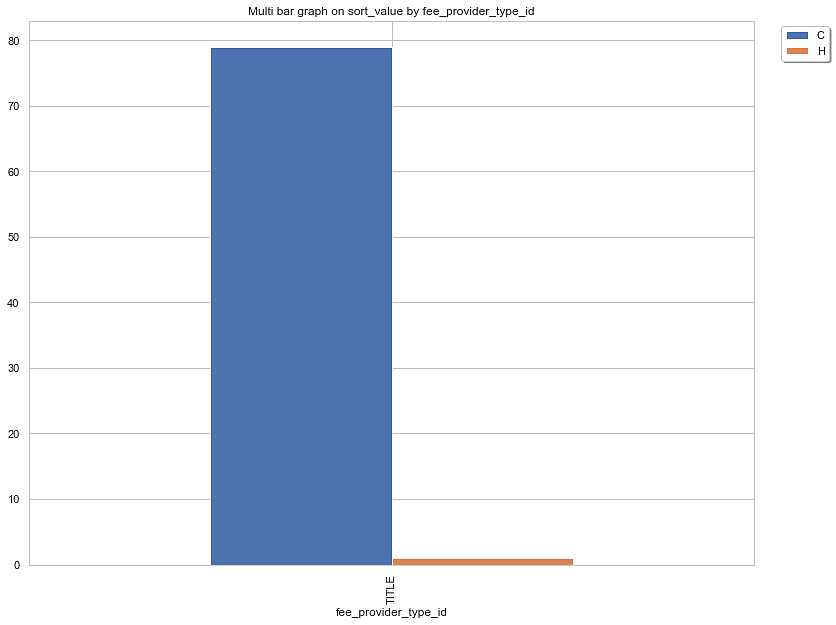 Multi bar graph on sort_value by fee_provider_type_id
C
H
80
70
60
50
40
30
20
10
0
TITLE
fee_provider_type_id